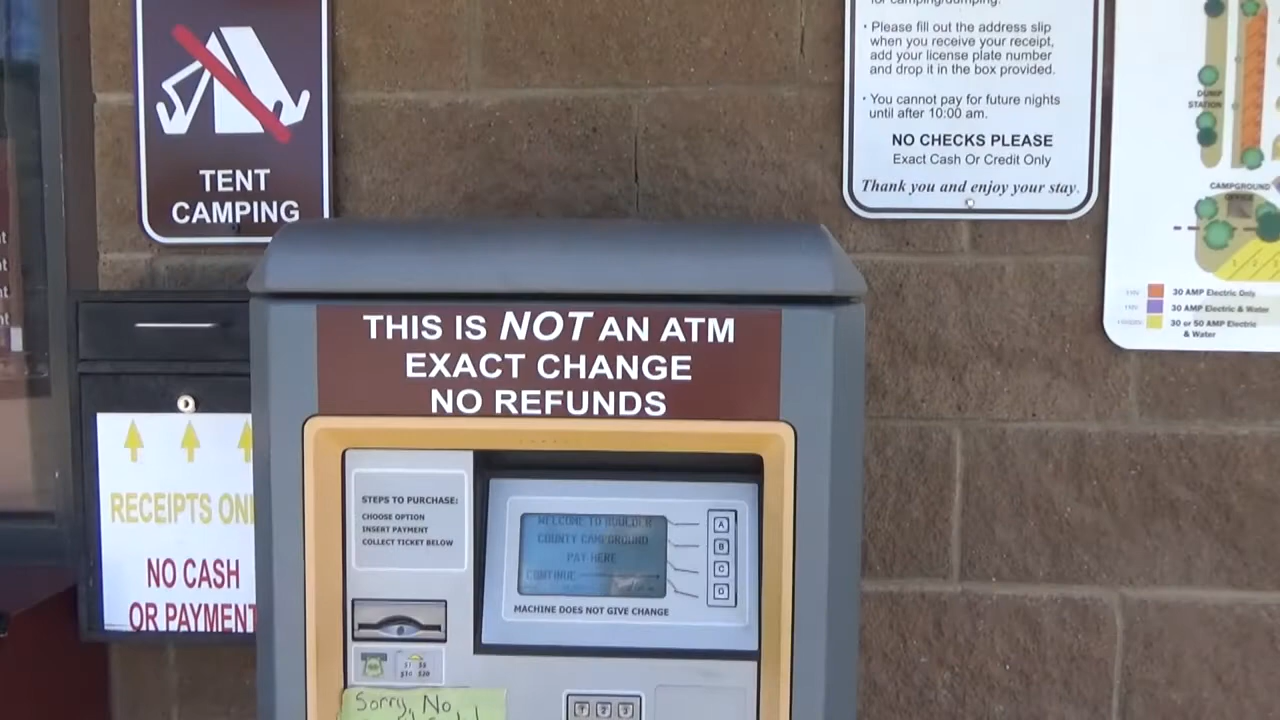 TENT
CAMPING
for camping/dumping.
• Please fill out the address slip
when you receive your receipt,
add your license plate number
and drop it in the box provided.
• You cannot pay for future nights
until after 10:00 am.
NO CHECKS PLEASE
Exact Cash Or Credit Only
Thank you and enjoy your stay.
DUMP
STATION
CAMPGROUND
OFFICE
30 AMP Electric Only
30 AMP Electric & Water
30 or 50 AMP Electric
& Water
THIS IS NOT AN ATM
EXACT CHANGE
NO REFUNDS
RECEIPTS
NO CASH
OR PAYMENT
STEPS TO PURCHASE:
CHOOSE OPTION
INSERT PAYMENT
COLLECT TICKET BELOW
WELCOME TO BOULDER
COUNTY CAMPGROUND
PAY HERE
CONTINUE
A
B
C
D
MACHINE DOES NOT GIVE CHANGE
Sorry, No
1 2 3